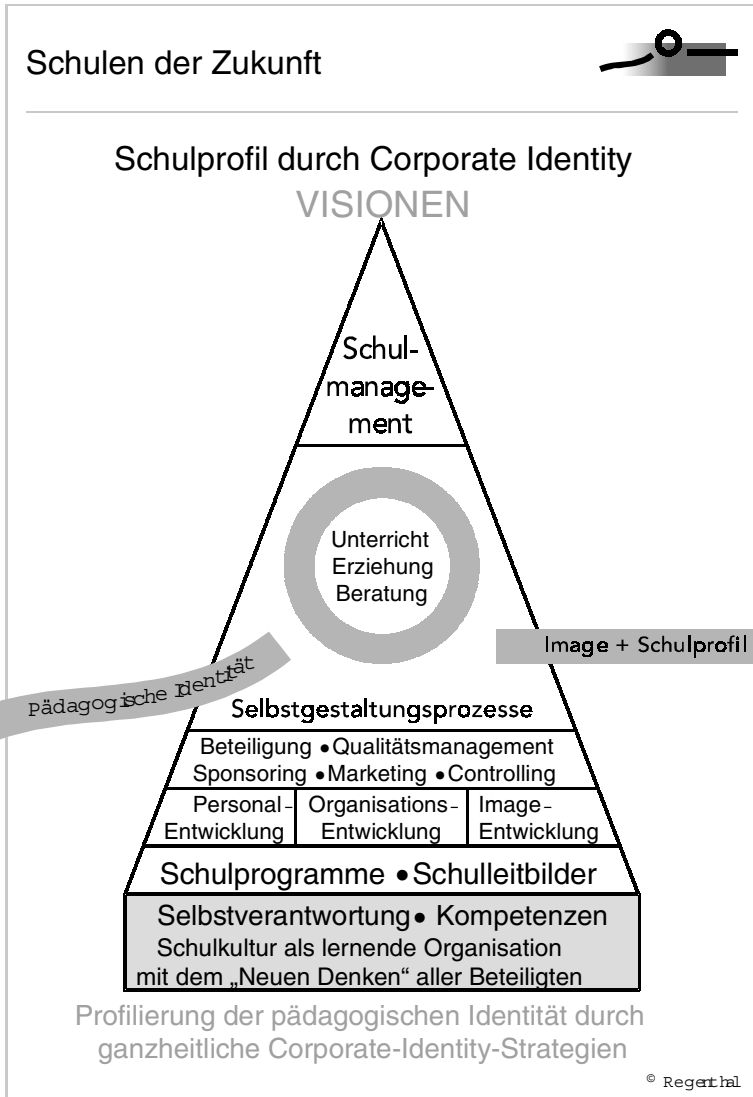 Schulen der Zukunft
Schulprofil durch Corporate Identity
VISIONEN
Schul-
manage-
ment
Unterricht
Erziehung
Beratung
Image + Schulprofil
Pädagogische Identität
Selbstgestaltungsprozesse
Beteiligung • Qualitätsmanagement
Sponsoring • Marketing • Controlling
Personal-
Entwicklung
Organisations-
Entwicklung
Image-
Entwicklung
Schulprogramme • Schulleitbilder
Selbstverantwortung • Kompetenzen
Schulkultur als lernende Organisation
mit dem „Neuen Denken“ aller Beteiligten
Profilierung der pädagogischen Identität durch
ganzheitliche Corporate-Identity-Strategien
© Regenthal